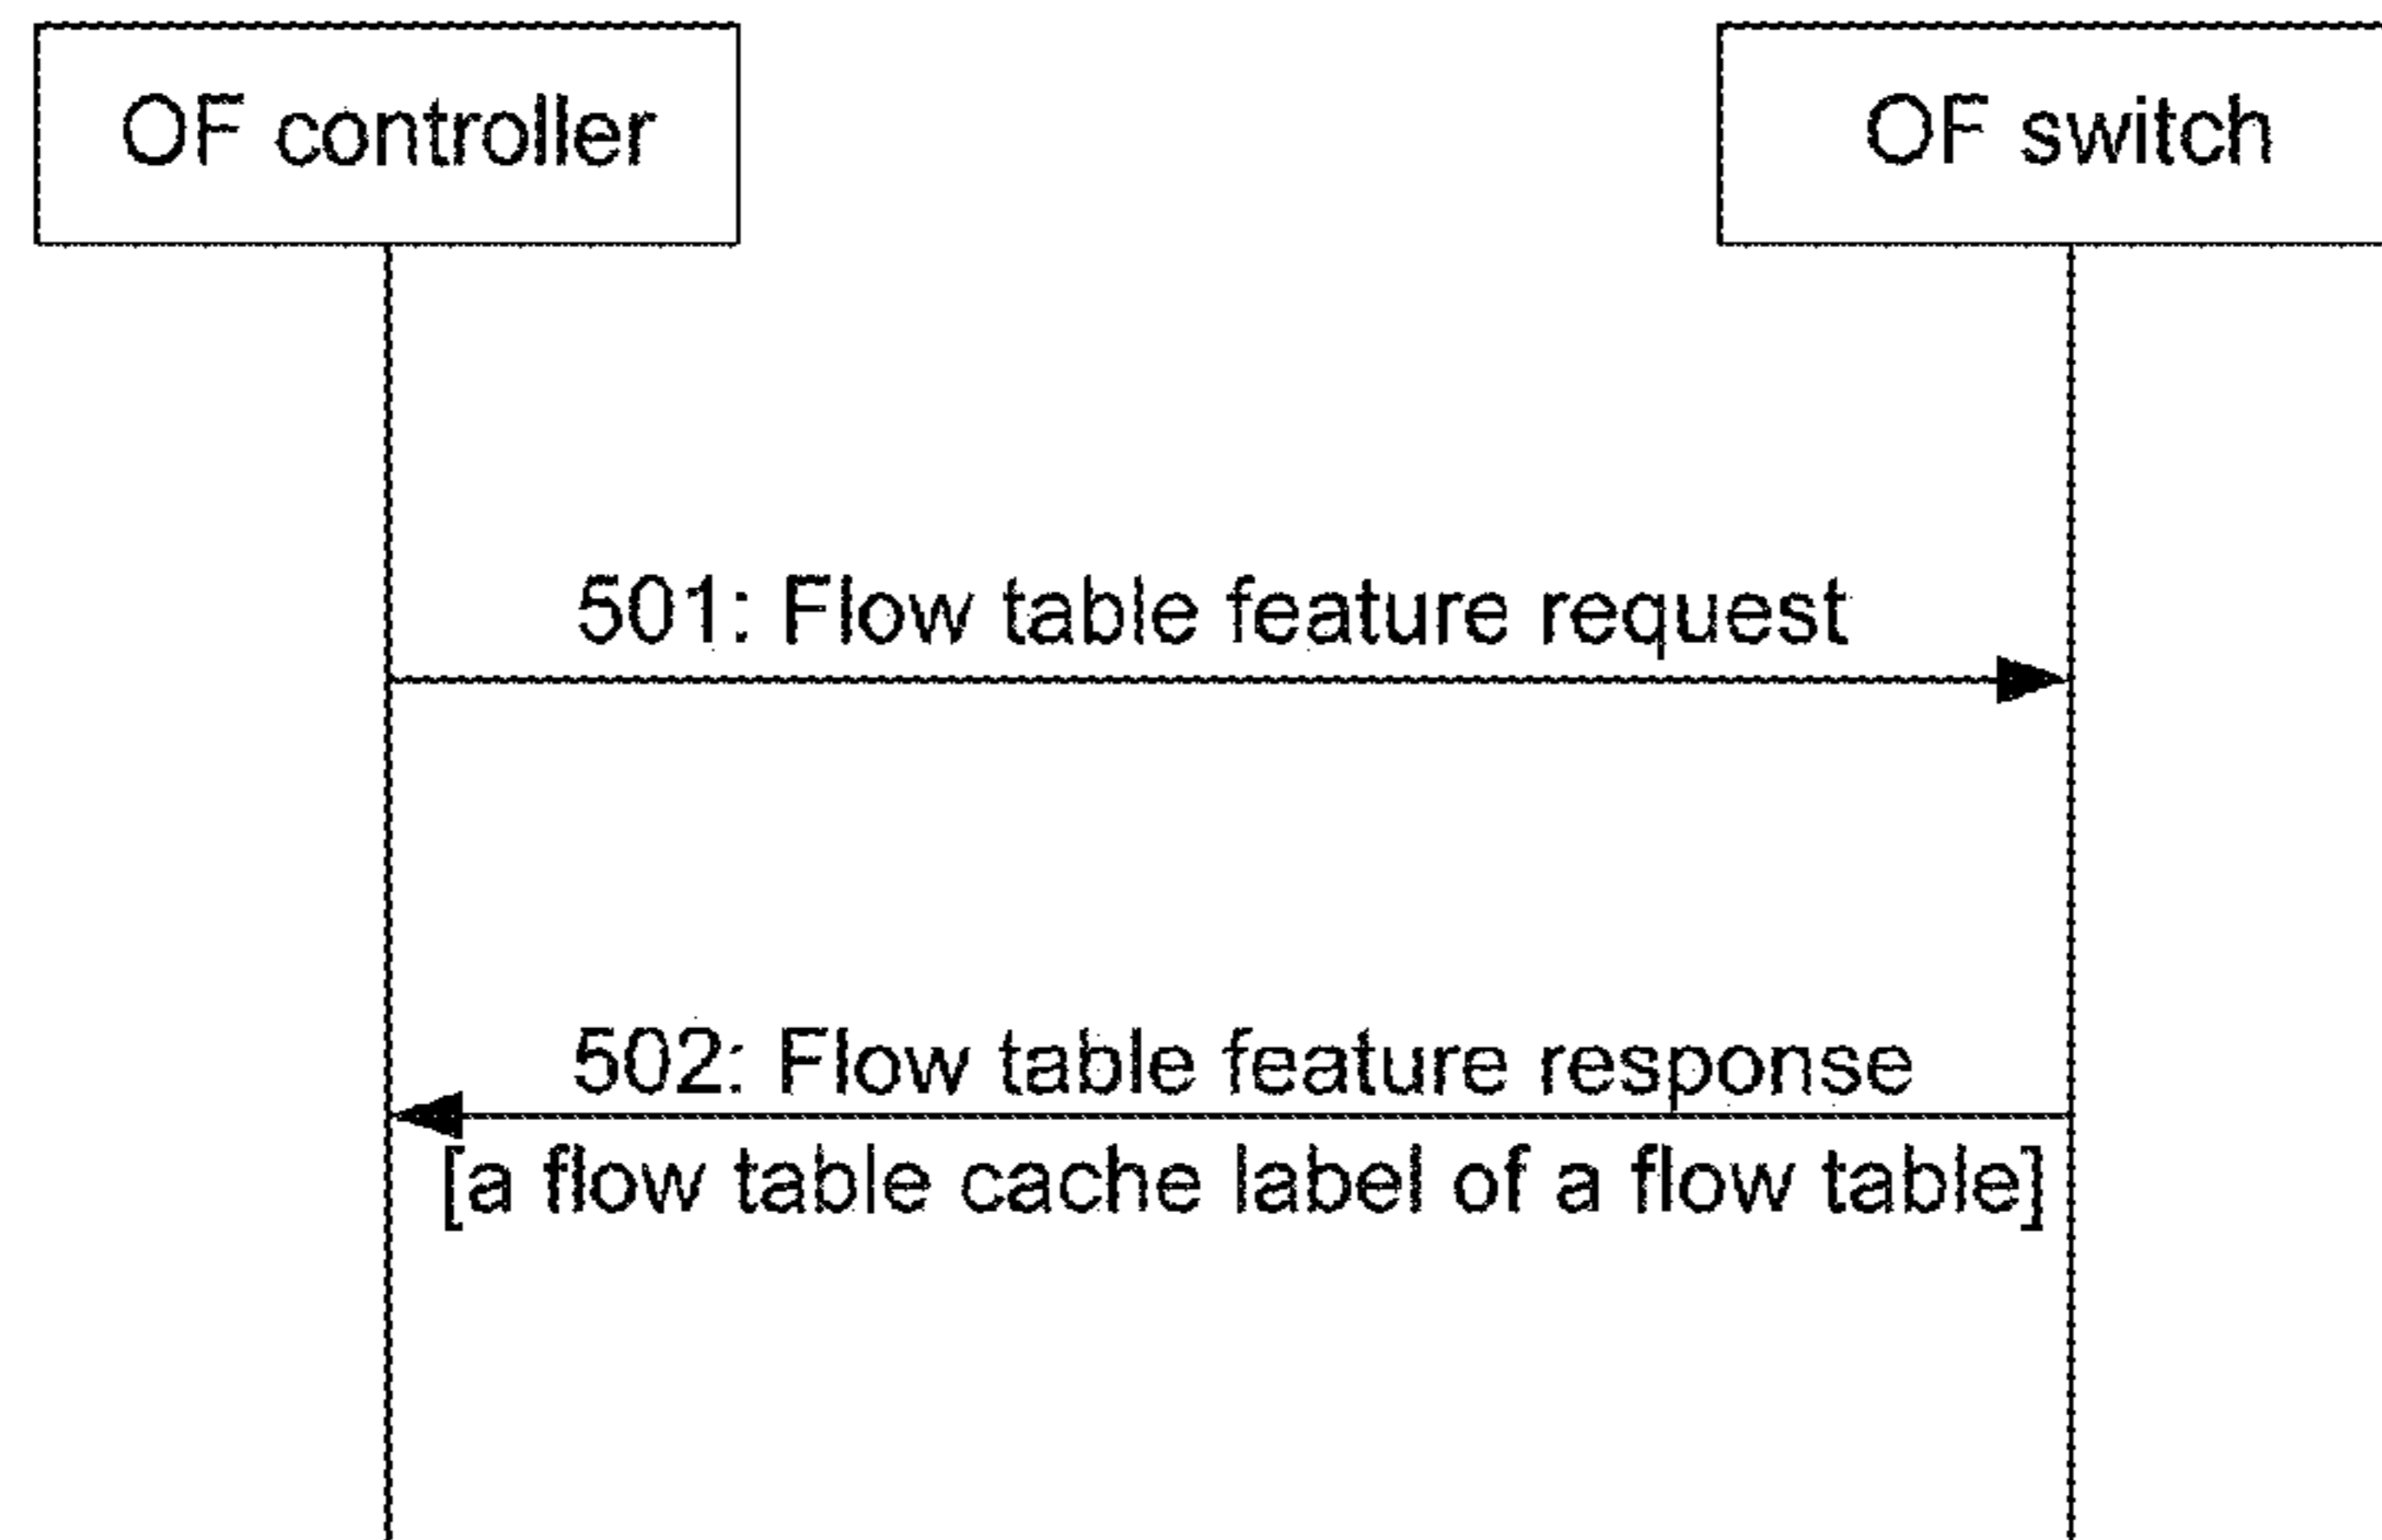 OF controller
OF switch
501: Flow table feature request
502: Flow table feature response
[a flow table cache label of a flow table]